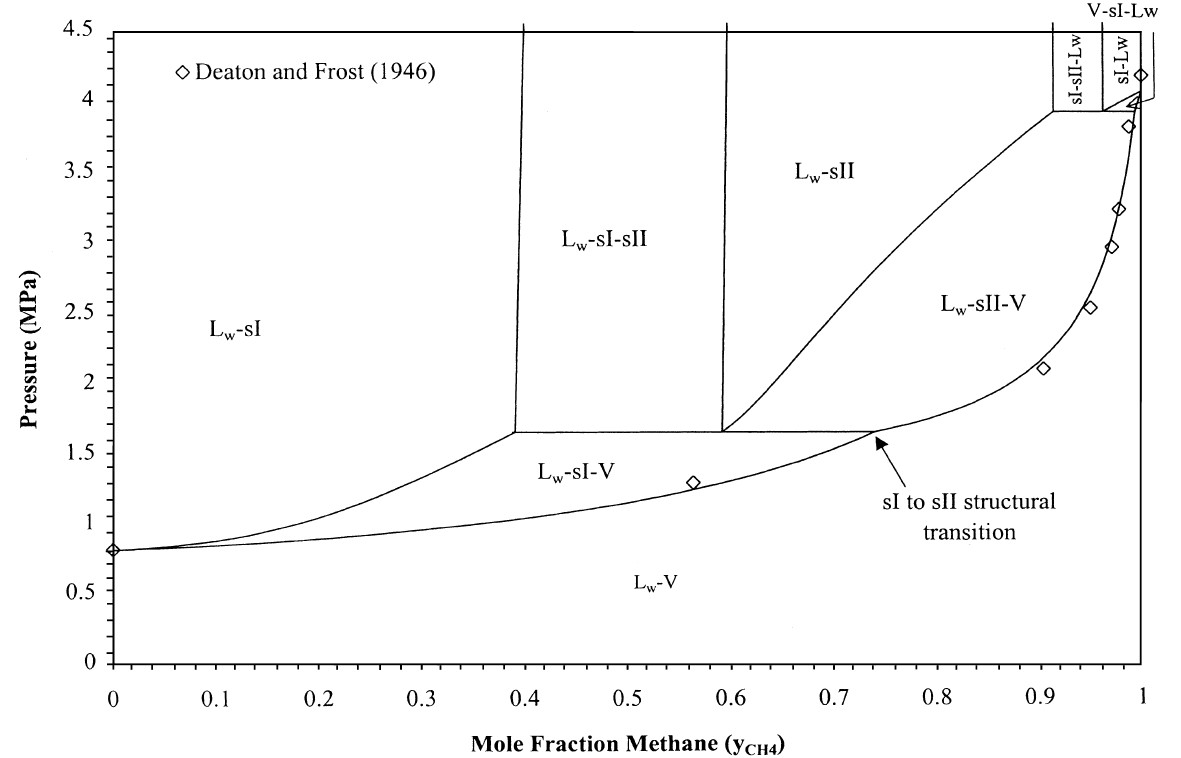 V-sI-Lw
4.5
◇ Deaton and Frost (1946)
sI-sII-Lw
sI-Lw
4
3.5
Lw-sII
3
Lw-sI-sII
2.5
Lw-sI
Lw-sII-V
2
1.5
Lw-sI-V
sI to sII structural
transition
1
Lw-V
0.5
0
Pressure (MPa)
0 0.1 0.2 0.3 0.4 0.5 0.6 0.7 0.8 0.9 1
Mole Fraction Methane (yCH4)